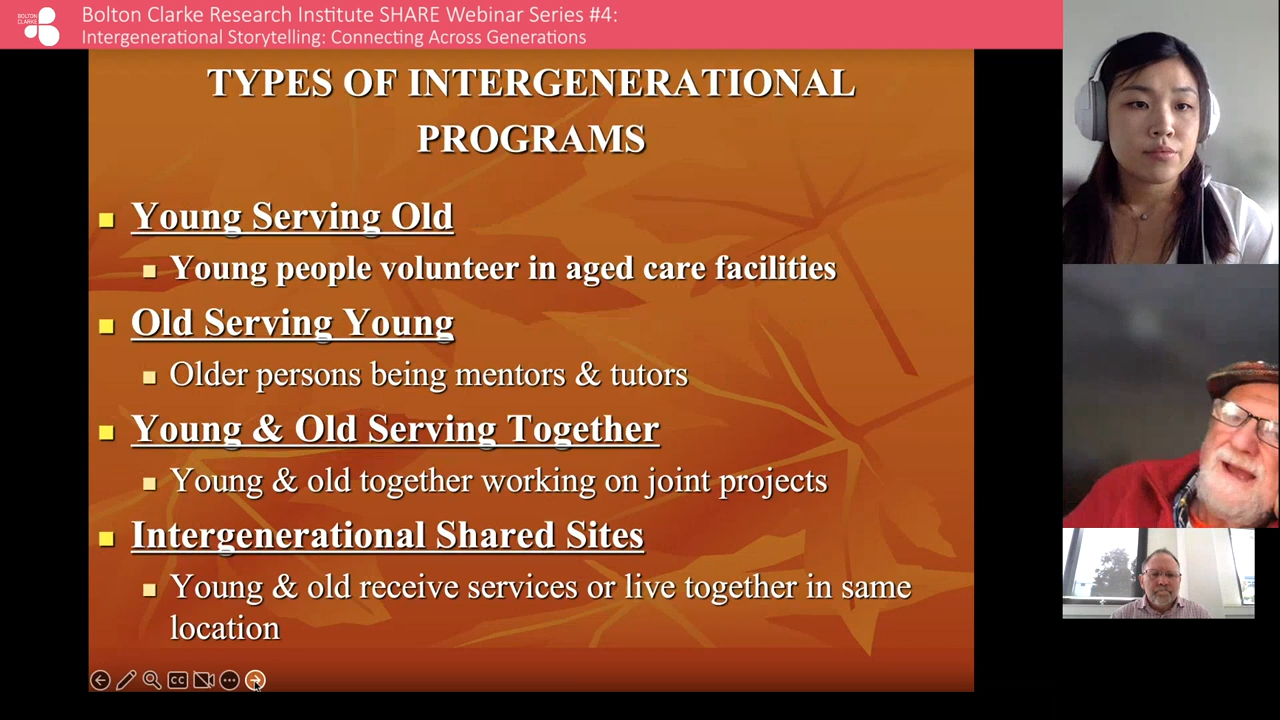 BOLTON
CLARKE
Bolton Clarke Research Institute SHARE Webinar Series #4:
Intergenerational Storytelling: Connecting Across Generations
TYPES OF INTERGENERATIONAL
PROGRAMS
Young Serving Old
Young people volunteer in aged care facilities
Old Serving Young
Older persons being mentors & tutors
Young & Old Serving Together
Young & old together working on joint projects
Intergenerational Shared Sites
Young & old receive services or live together in same
location
CC